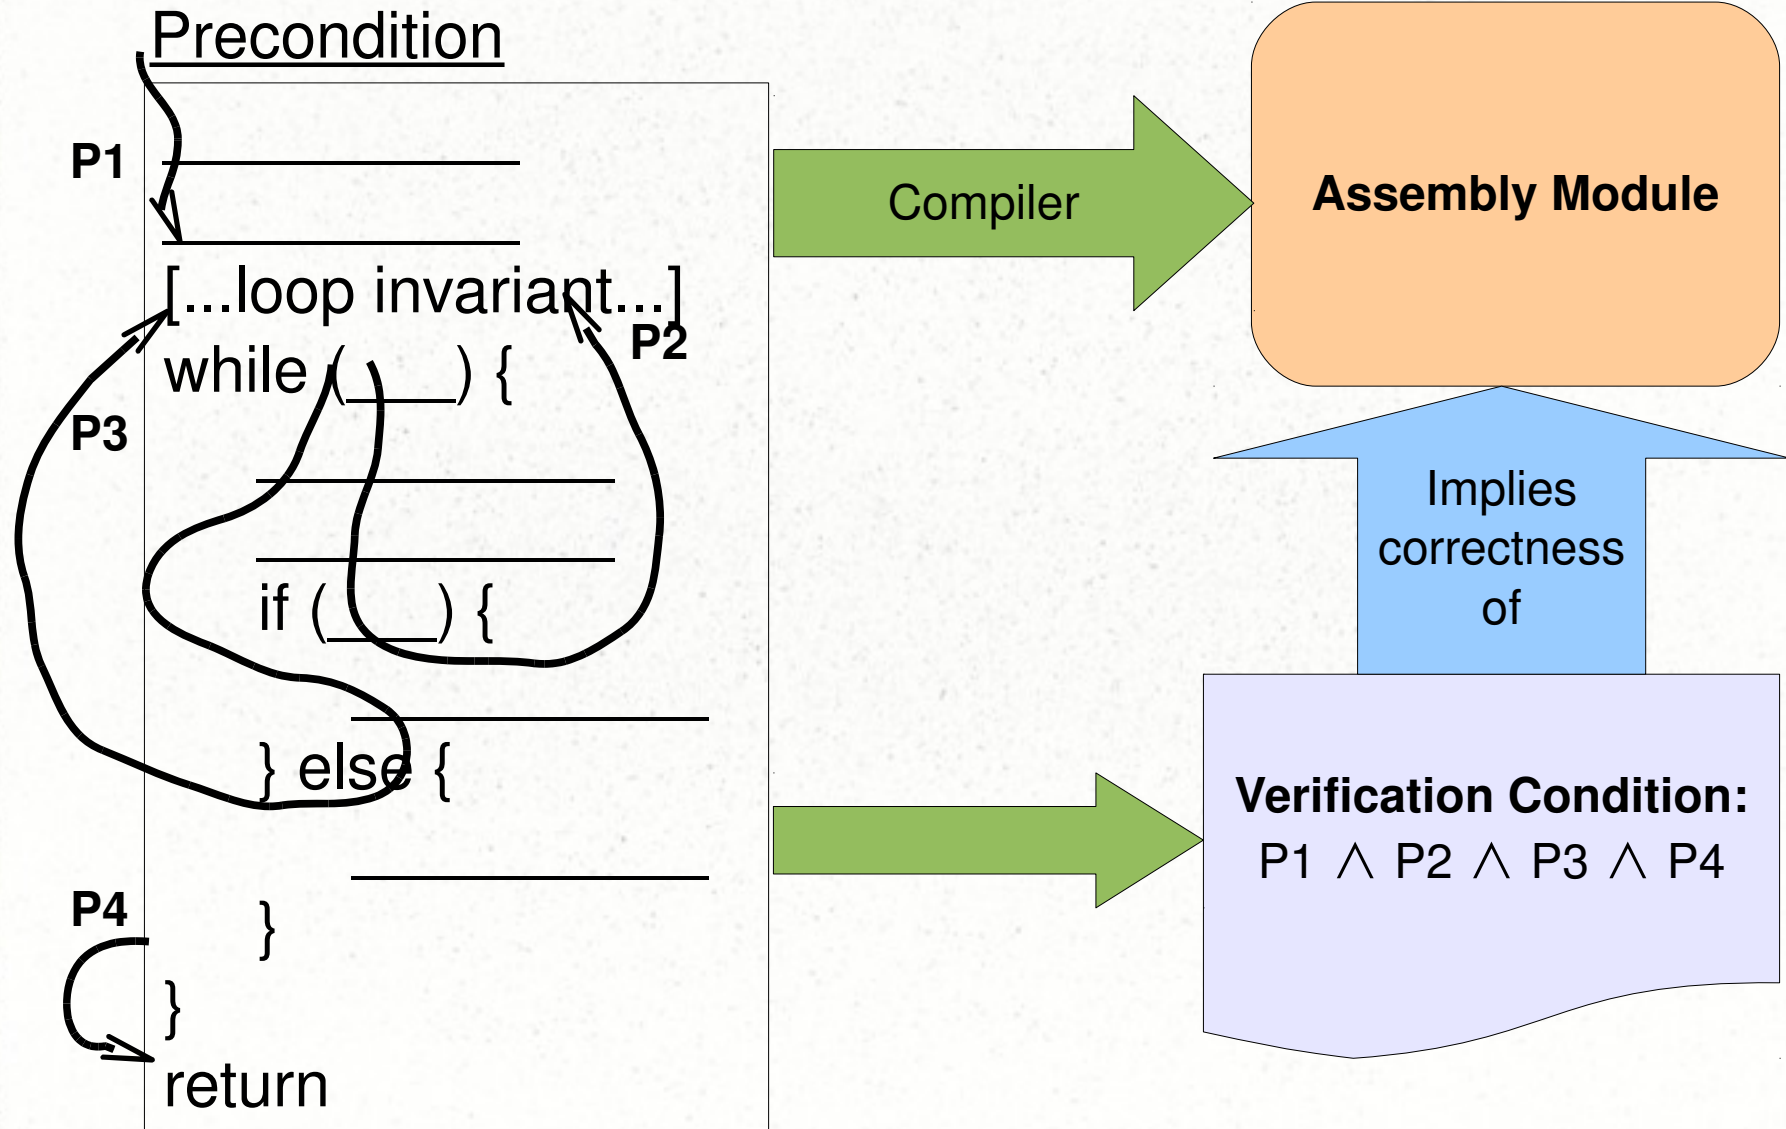 Precondition
P1
[...loop invariant...]
P2
while (____) {
P3
if (____) {
} else {
P4
}
}
return
Compiler
Assembly Module
Implies
correctness
of
Verification Condition:
P1 ∧ P2 ∧ P3 ∧ P4